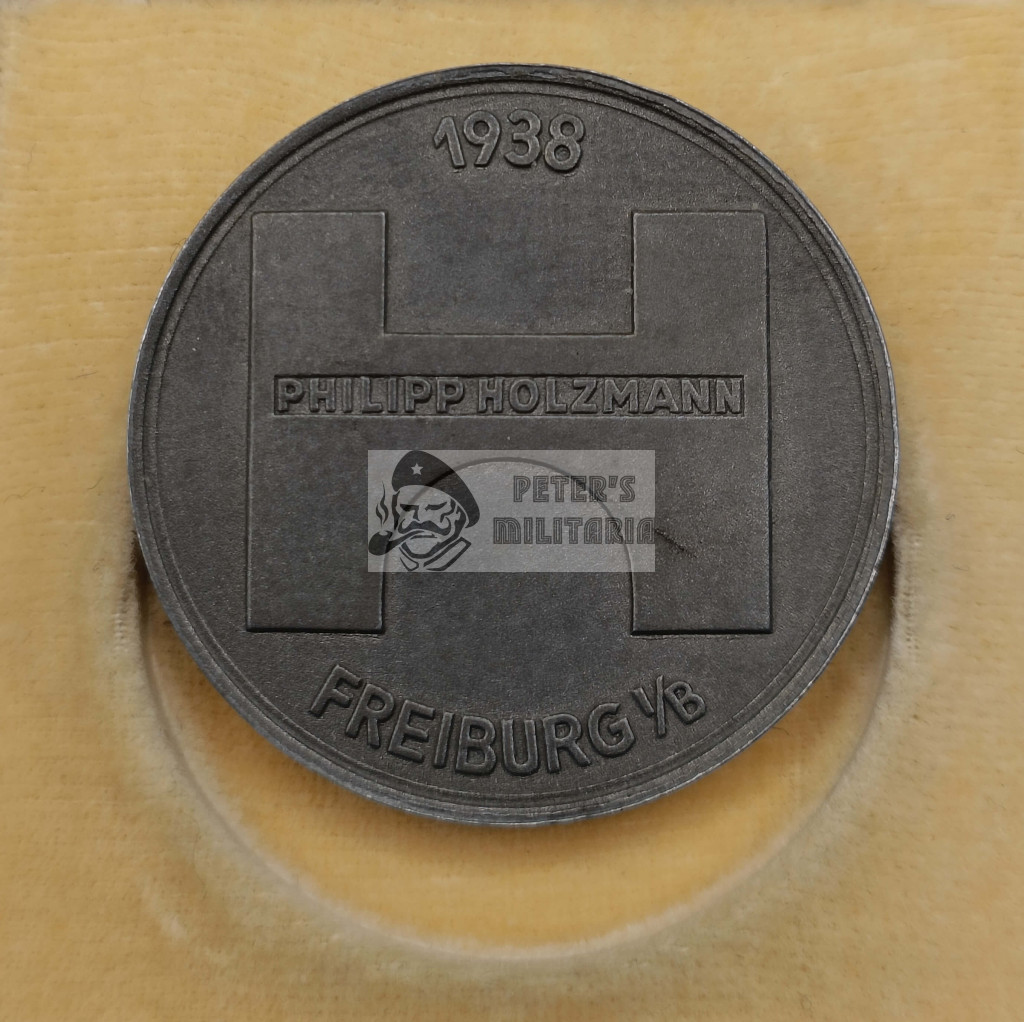 1938
PHILIPP HOLZMANN
PETER'S
MILITARIA
FREIBURG I/B